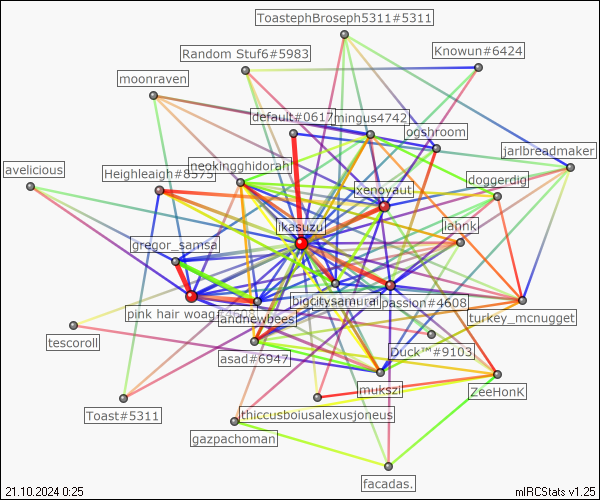 ToastephBroseph5311#5311
Random Stuf6#5983
Knowun#6424
moonraven
default#0617
mingus4742
ogshroom
jarlbreadmaker
avelicious
Heighleaigh#8575
neokingghidorah
xenoyaut
doggerdig
ikasuzu
lahnk
gregor_samsa
pink hair woag#4608
andnewbees
bigcitysamurai
passion#4608
turkey_mcnugget
tescoroll
asad#6947
Duck™#9103
mukszi
ZeeHonK
Toast#5311
thiccusboiusalexusjoneus
gazpachoman
facadas.
21.10.2024 0:25
mIRCStats v1.25